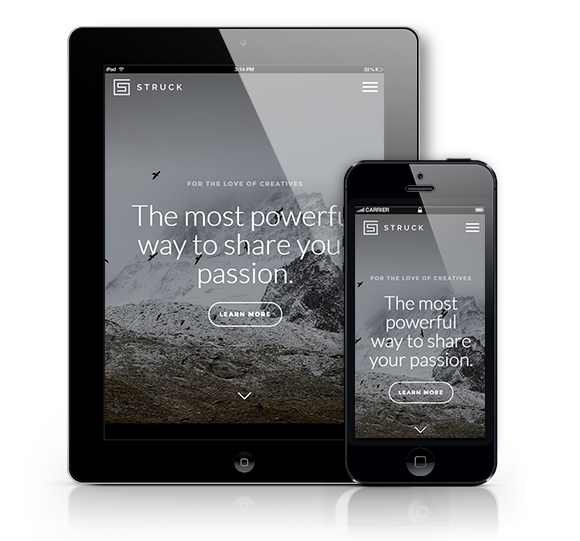 iPad 3:14 PM 32%
STRUCK
FOR THE LOVE OF CREATIVES
The most powerfu
way to share you
passion.
LEARN MORE
CARRIER
STRUCK
FOR THE LOVE OF CREATIVES
The most
powerful
way to share
your passion.
LEARN MORE